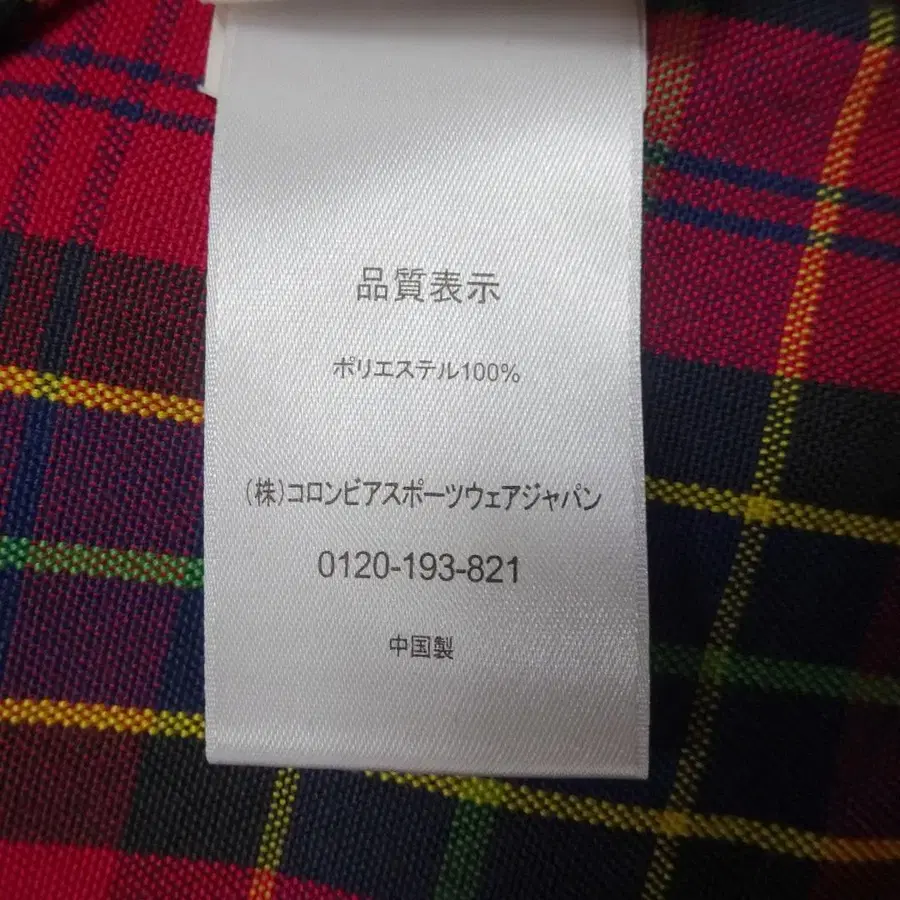 品質表示
ポリエステル100%
(株)コロンビアスポーツウェアジャパン
0120-193-821
中国製